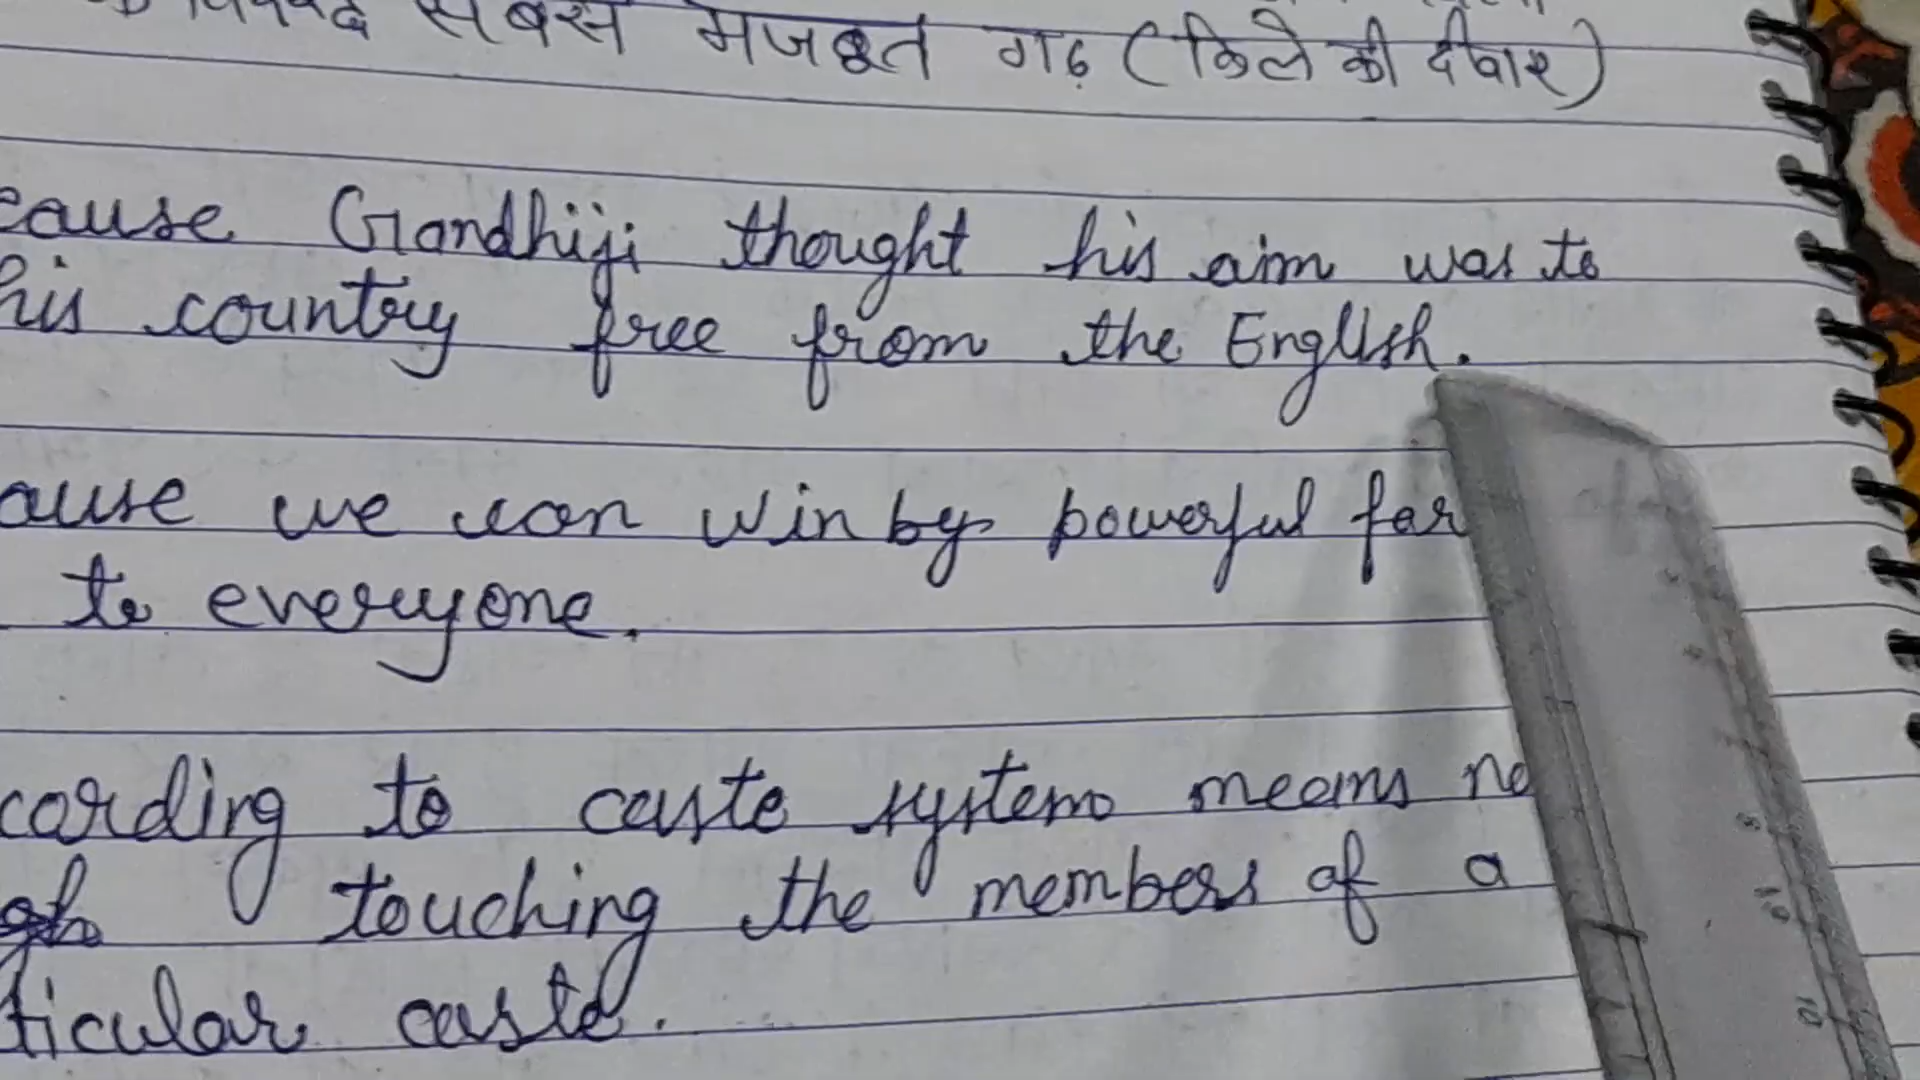 सबसे मजबूत गढ़ (किले की दीवार)
cause Gandhiji thought his aim was to
his country free from the English.
ause we can win by powerful for
to everyone.
cording to caste system means no
touching the members of a
ticular caste.